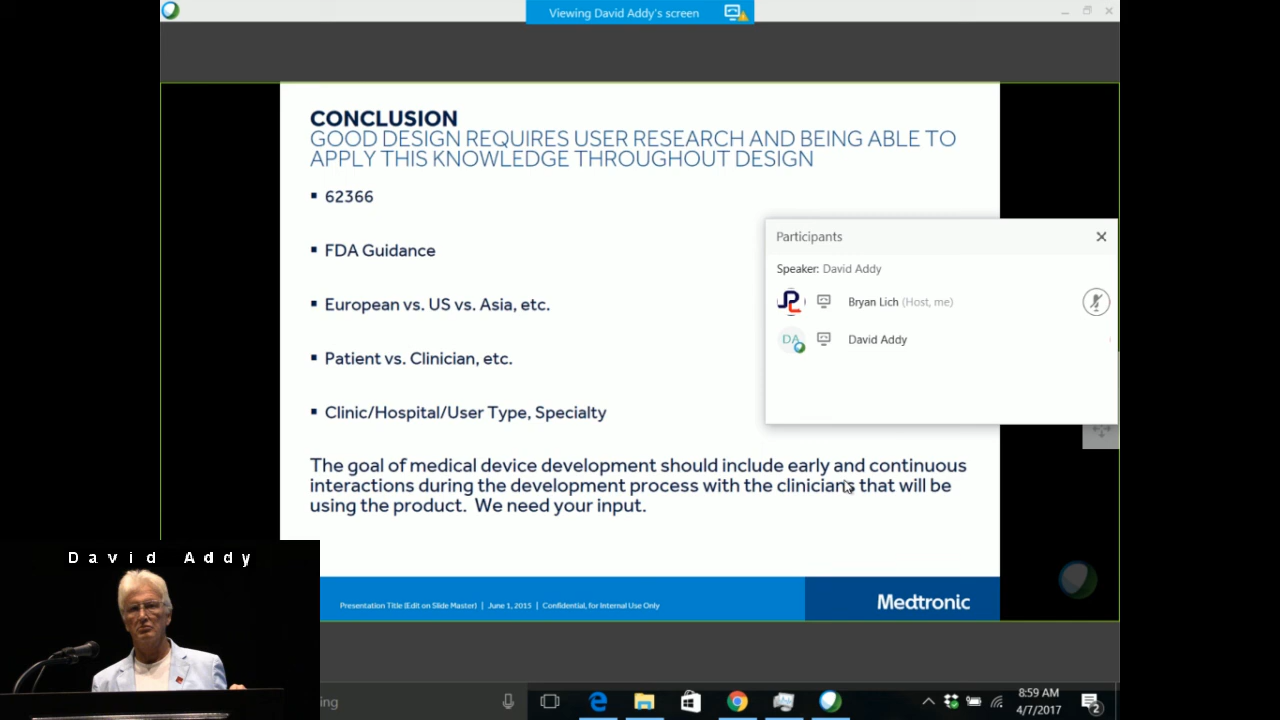 Viewing David Addy's screen
CONCLUSION
GOOD DESIGN REQUIRES USER RESEARCH AND BEING ABLE TO
APPLY THIS KNOWLEDGE THROUGHOUT DESIGN
▪ 62366
▪ FDA Guidance
▪ European vs. US vs. Asia, etc.
▪ Patient vs. Clinician, etc.
▪ Clinic/Hospital/User Type, Specialty
The goal of medical device development should include early and continuous
interactions during the development process with the clinicians that will be
using the product.  We need your input.
Participants
Speaker: David Addy
Bryan Lich (Host, me)
DA
David Addy
David Addy
Presentation Title (Edit on Slide Master) | June 1, 2015 | Confidential, for Internal Use Only
Medtronic
ing
8:59 AM
4/7/2017
2